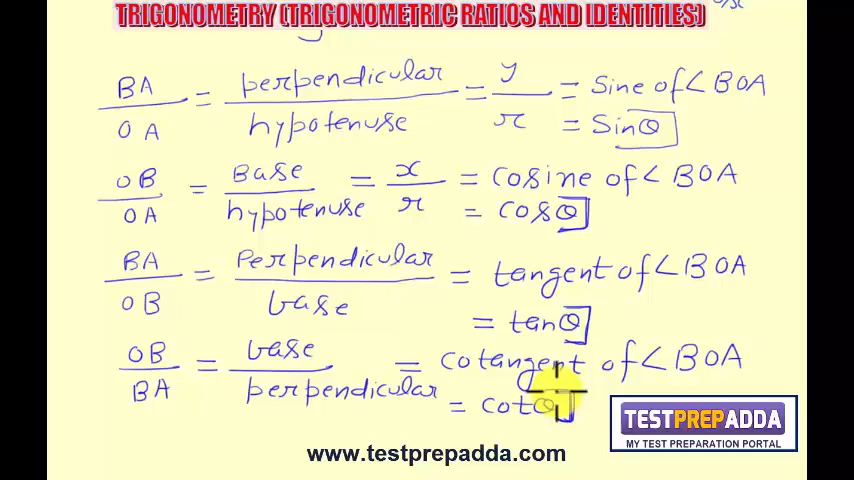 TRIGONOMETRY (TRIGONOMETRIC RATIOS AND IDENTITIES)
BA / OA = perpendicular / hypotenuse = y / r = Sine of ∠ BOA
= Sinθ
OB / OA = Base / hypotenuse = x / r = cosine of ∠ BOA
= cosθ
BA / OB = Perpendicular / base = tangent of ∠ BOA
= tanθ
OB / BA = base / perpendicular = cotangent of ∠ BOA
= cotθ
TESTPREPADDA
MY TEST PREPARATION PORTAL
www.testprepadda.com